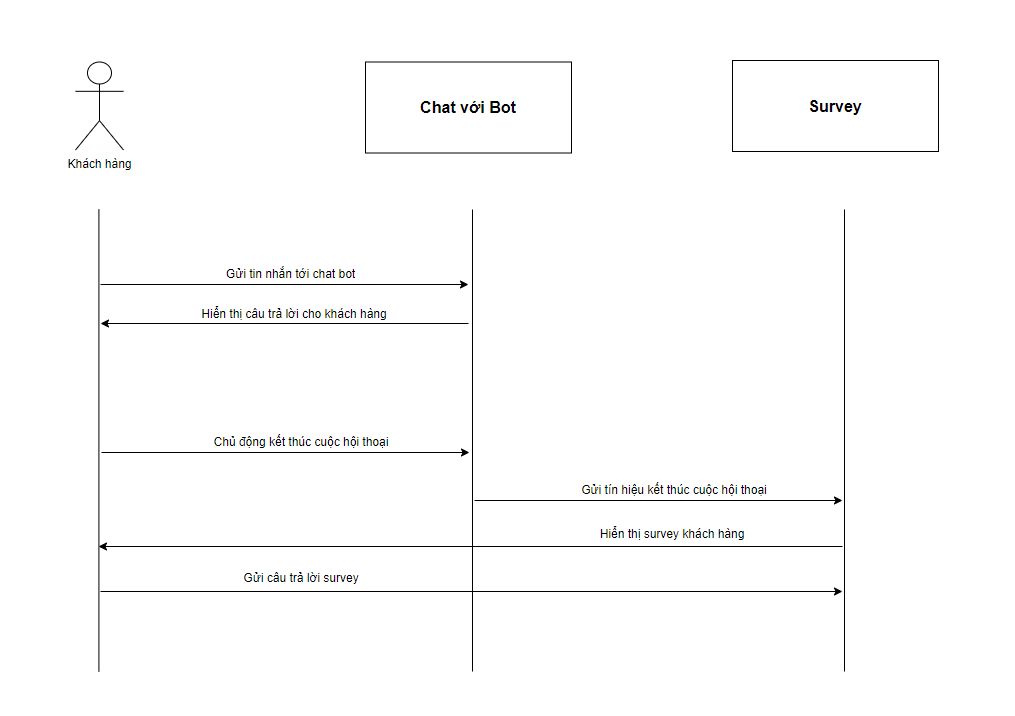 Chat với Bot
Survey
Khách hàng
Gửi tin nhắn tới chat bot
Hiển thị câu trả lời cho khách hàng
Chủ động kết thúc cuộc hội thoại
Gửi tín hiệu kết thúc cuộc hội thoại
Hiển thị survey khách hàng
Gửi câu trả lời survey